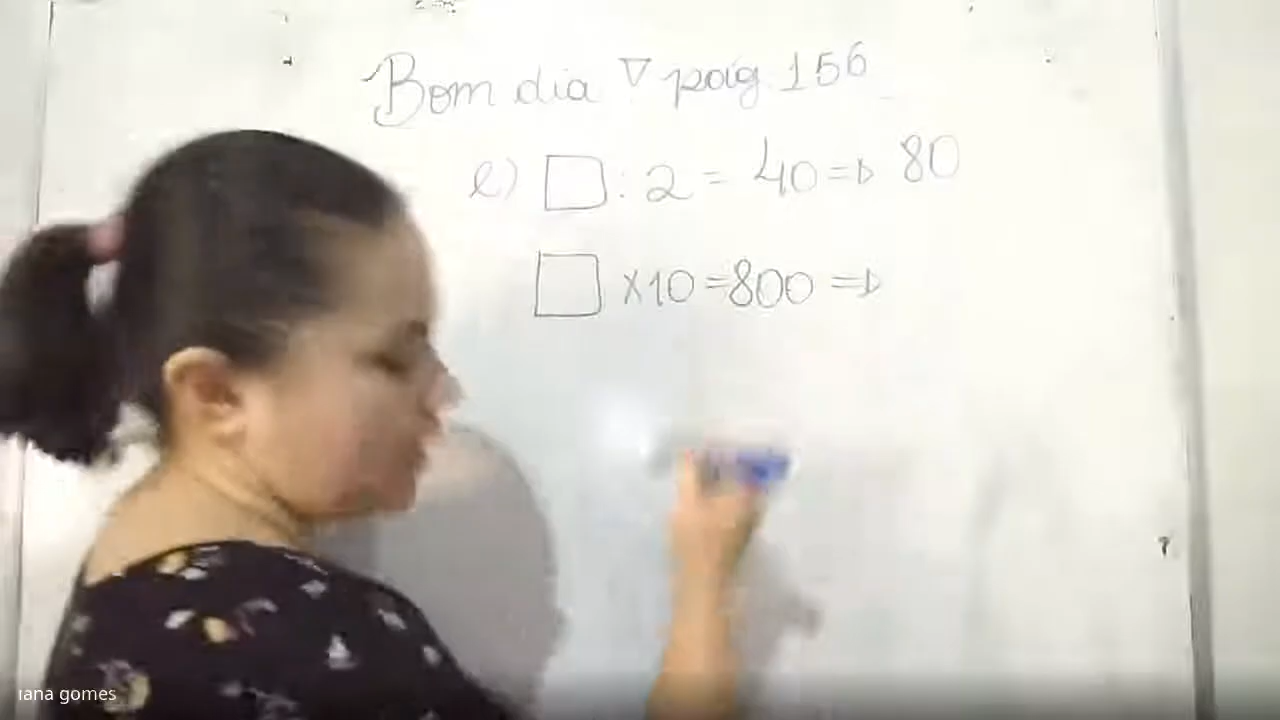 Bom dia ▽ pág. 156
e) □ : 2 = 40 => 80
□ x10 =800 =>
iana gomes